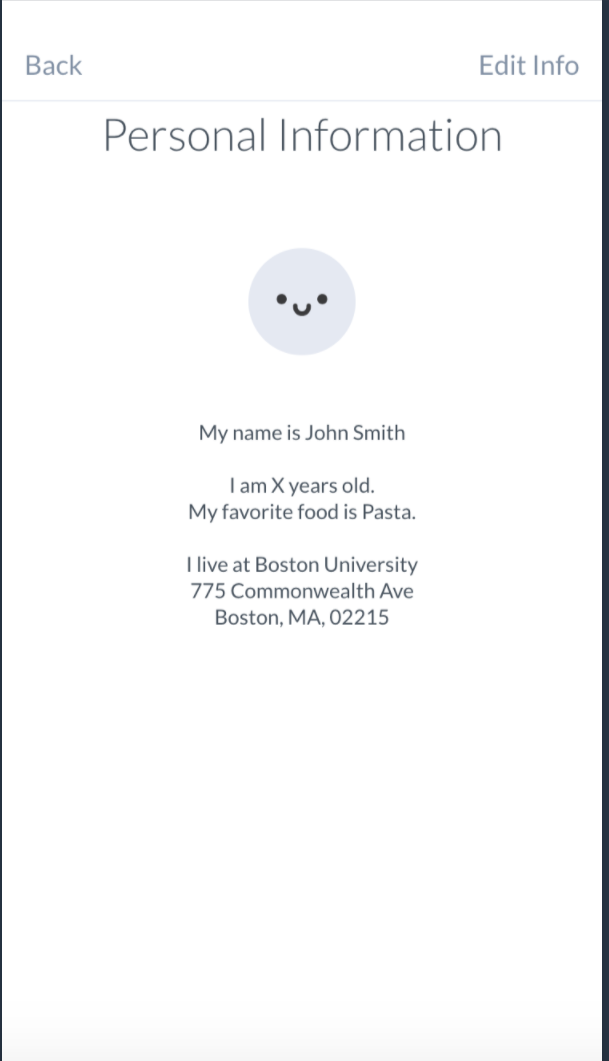 Back
Edit Info
Personal Information
My name is John Smith
I am X years old.
My favorite food is Pasta.
I live at Boston University
775 Commonwealth Ave
Boston, MA, 02215